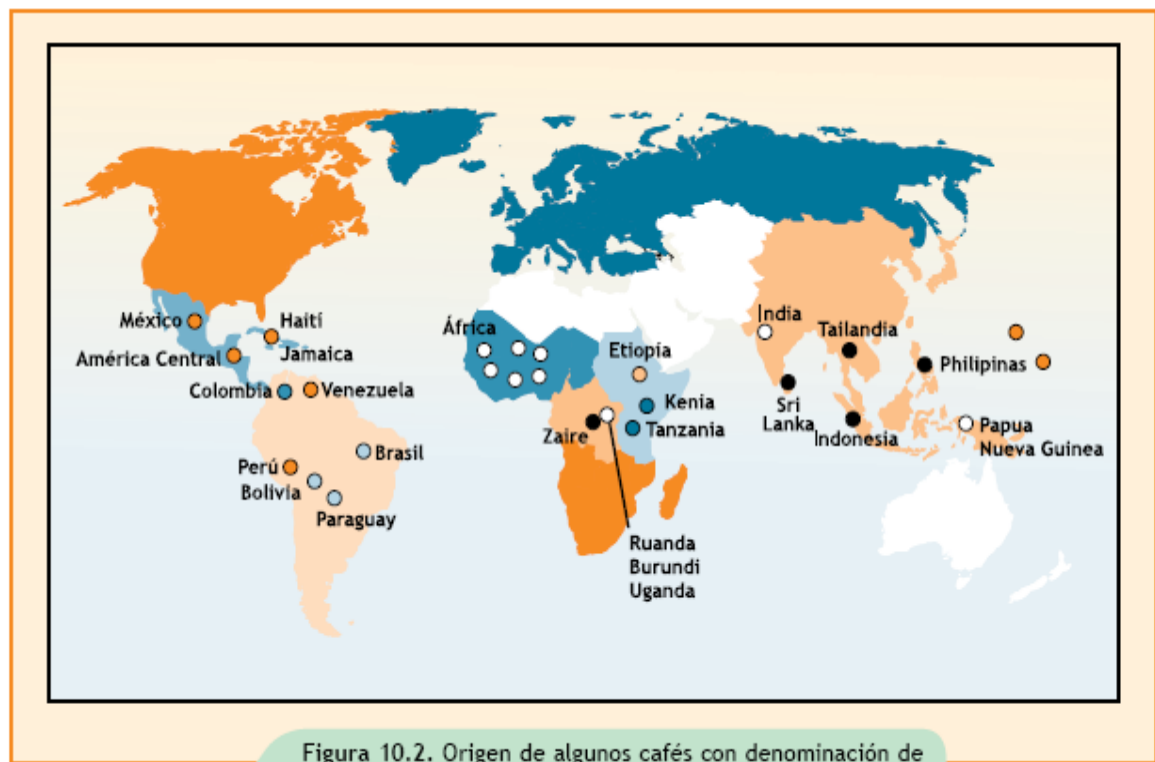 México
Haití
América Central
Jamaica
Colombia
Venezuela
Perú
Brasil
Bolivia
Paraguay
África
Etiopía
Kenia
Zaire
Tanzania
Ruanda
Burundi
Uganda
India
Tailandia
Philipinas
Sri
Lanka
Indonesia
Papua
Nueva Guinea
Figura 10.2. Origen de algunos cafés con denominación de